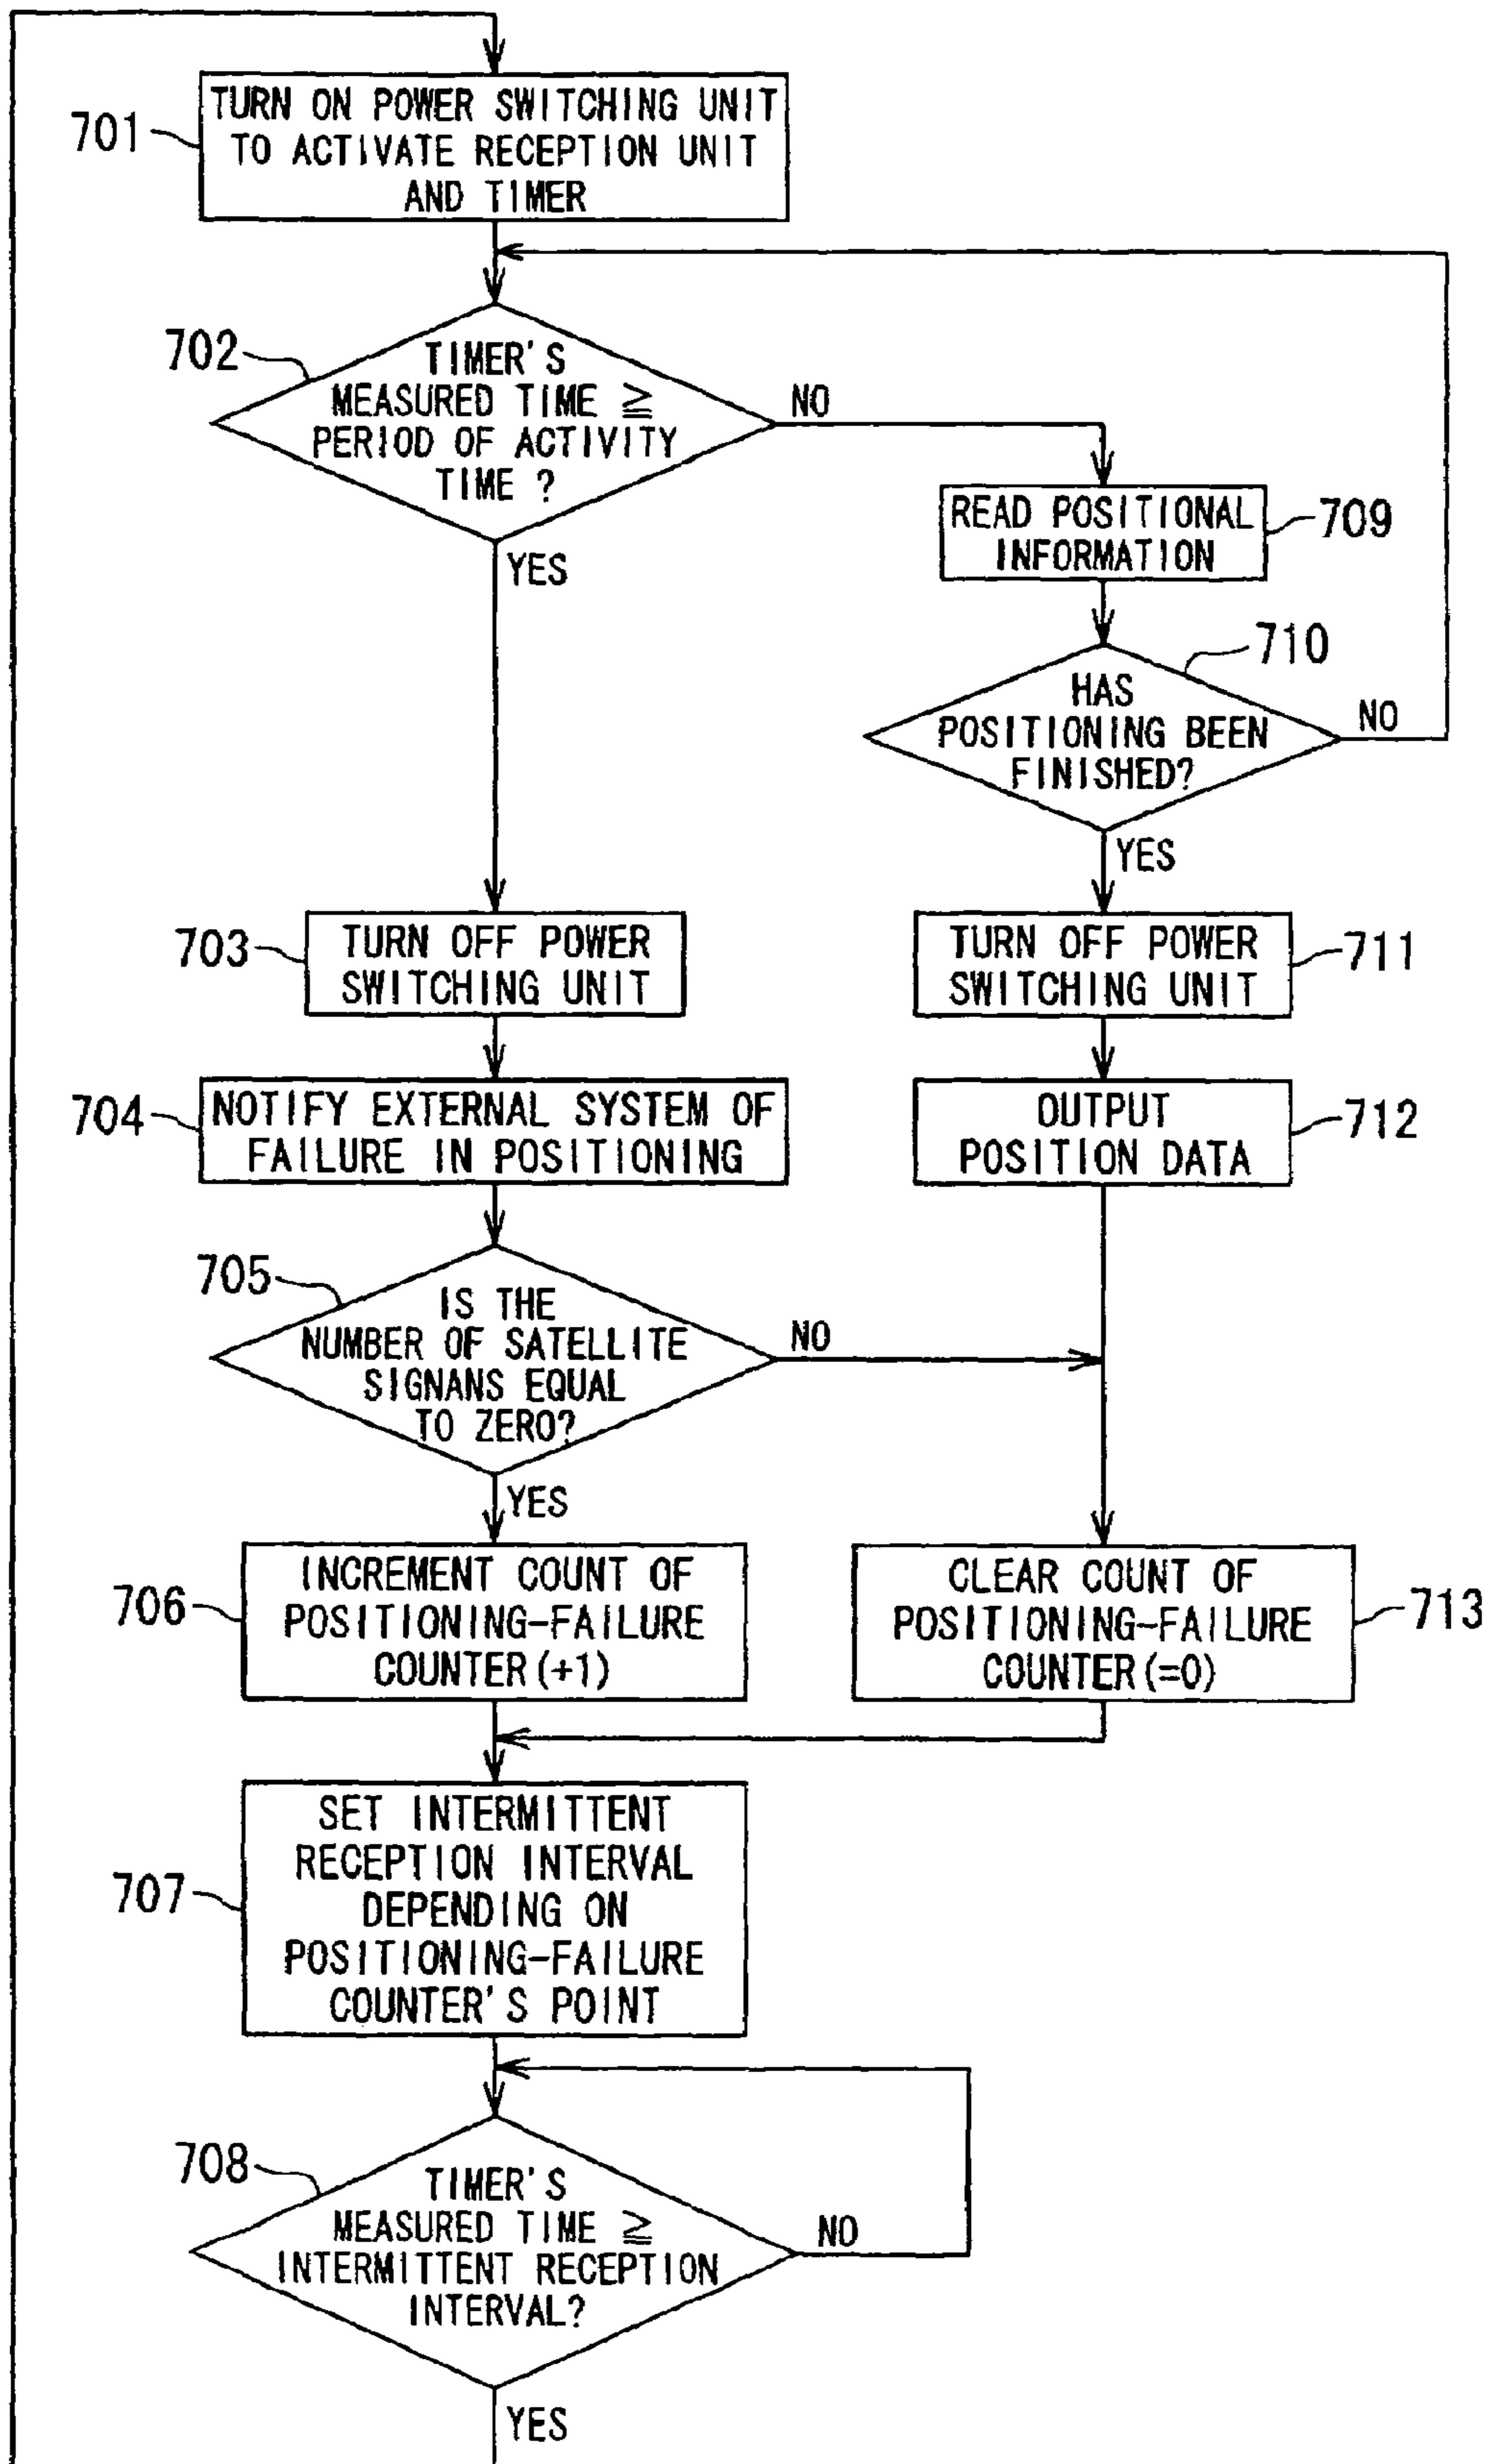 701
TURN ON POWER SWITCHING UNIT
TO ACTIVATE RECEPTION UNIT
AND TIMER
702
TIMER'S
MEASURED TIME ≧
PERIOD OF ACTIVITY
TIME ?
NO
YES
READ POSITIONAL
INFORMATION
709
710
HAS
POSITIONING BEEN
FINISHED?
NO
YES
703
TURN OFF POWER
SWITCHING UNIT
TURN OFF POWER
SWITCHING UNIT
711
704
NOTIFY EXTERNAL SYSTEM OF
FAILURE IN POSITIONING
OUTPUT
POSITION DATA
712
705
IS THE
NUMBER OF SATELLITE
SIGNANS EQUAL
TO ZERO?
NO
YES
706
INCREMENT COUNT OF
POSITIONING-FAILURE
COUNTER(+1)
CLEAR COUNT OF
POSITIONING-FAILURE
COUNTER(=0)
713
707
SET INTERMITTENT
RECEPTION INTERVAL
DEPENDING ON
POSITIONING-FAILURE
COUNTER'S POINT
708
TIMER'S
MEASURED TIME ≧
INTERMITTENT RECEPTION
INTERVAL?
NO
YES